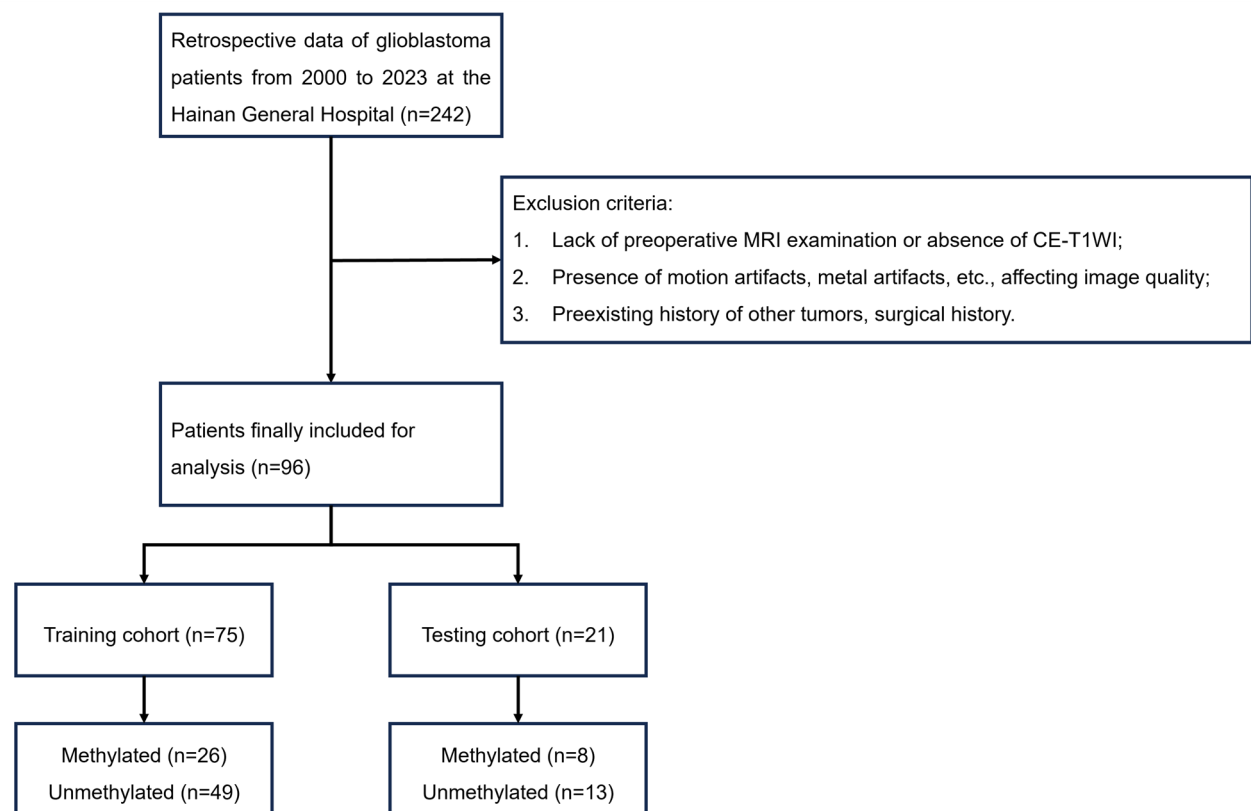 Retrospective data of glioblastoma
patients from 2000 to 2023 at the
Hainan General Hospital (n=242)
Exclusion criteria:
1. Lack of preoperative MRI examination or absence of CE-T1WI;
2. Presence of motion artifacts, metal artifacts, etc., affecting image quality;
3. Preexisting history of other tumors, surgical history.
Patients finally included for
analysis (n=96)
Training cohort (n=75)
Testing cohort (n=21)
Methylated (n=26)
Unmethylated (n=49)
Methylated (n=8)
Unmethylated (n=13)